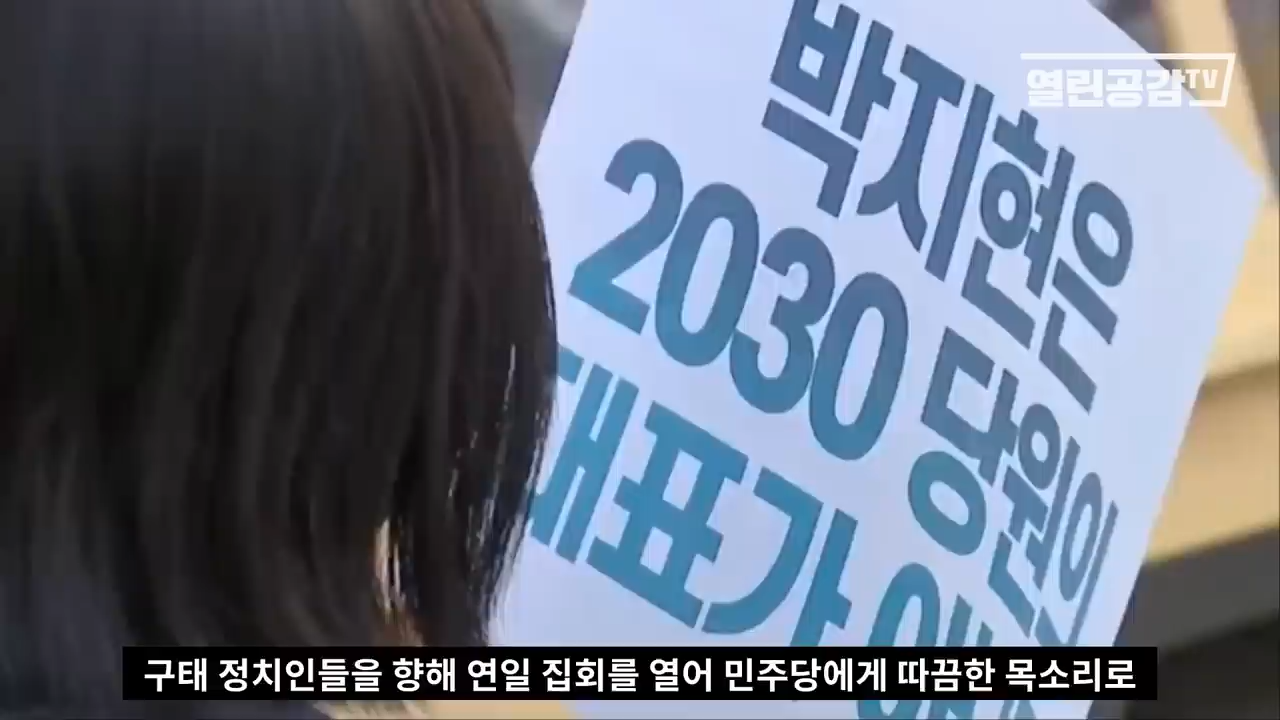 열린공감TV
박지현은
2030 당원의
대표가
구태 정치인들을 향해 연일 집회를 열어 민주당에게 따끔한 목소리로